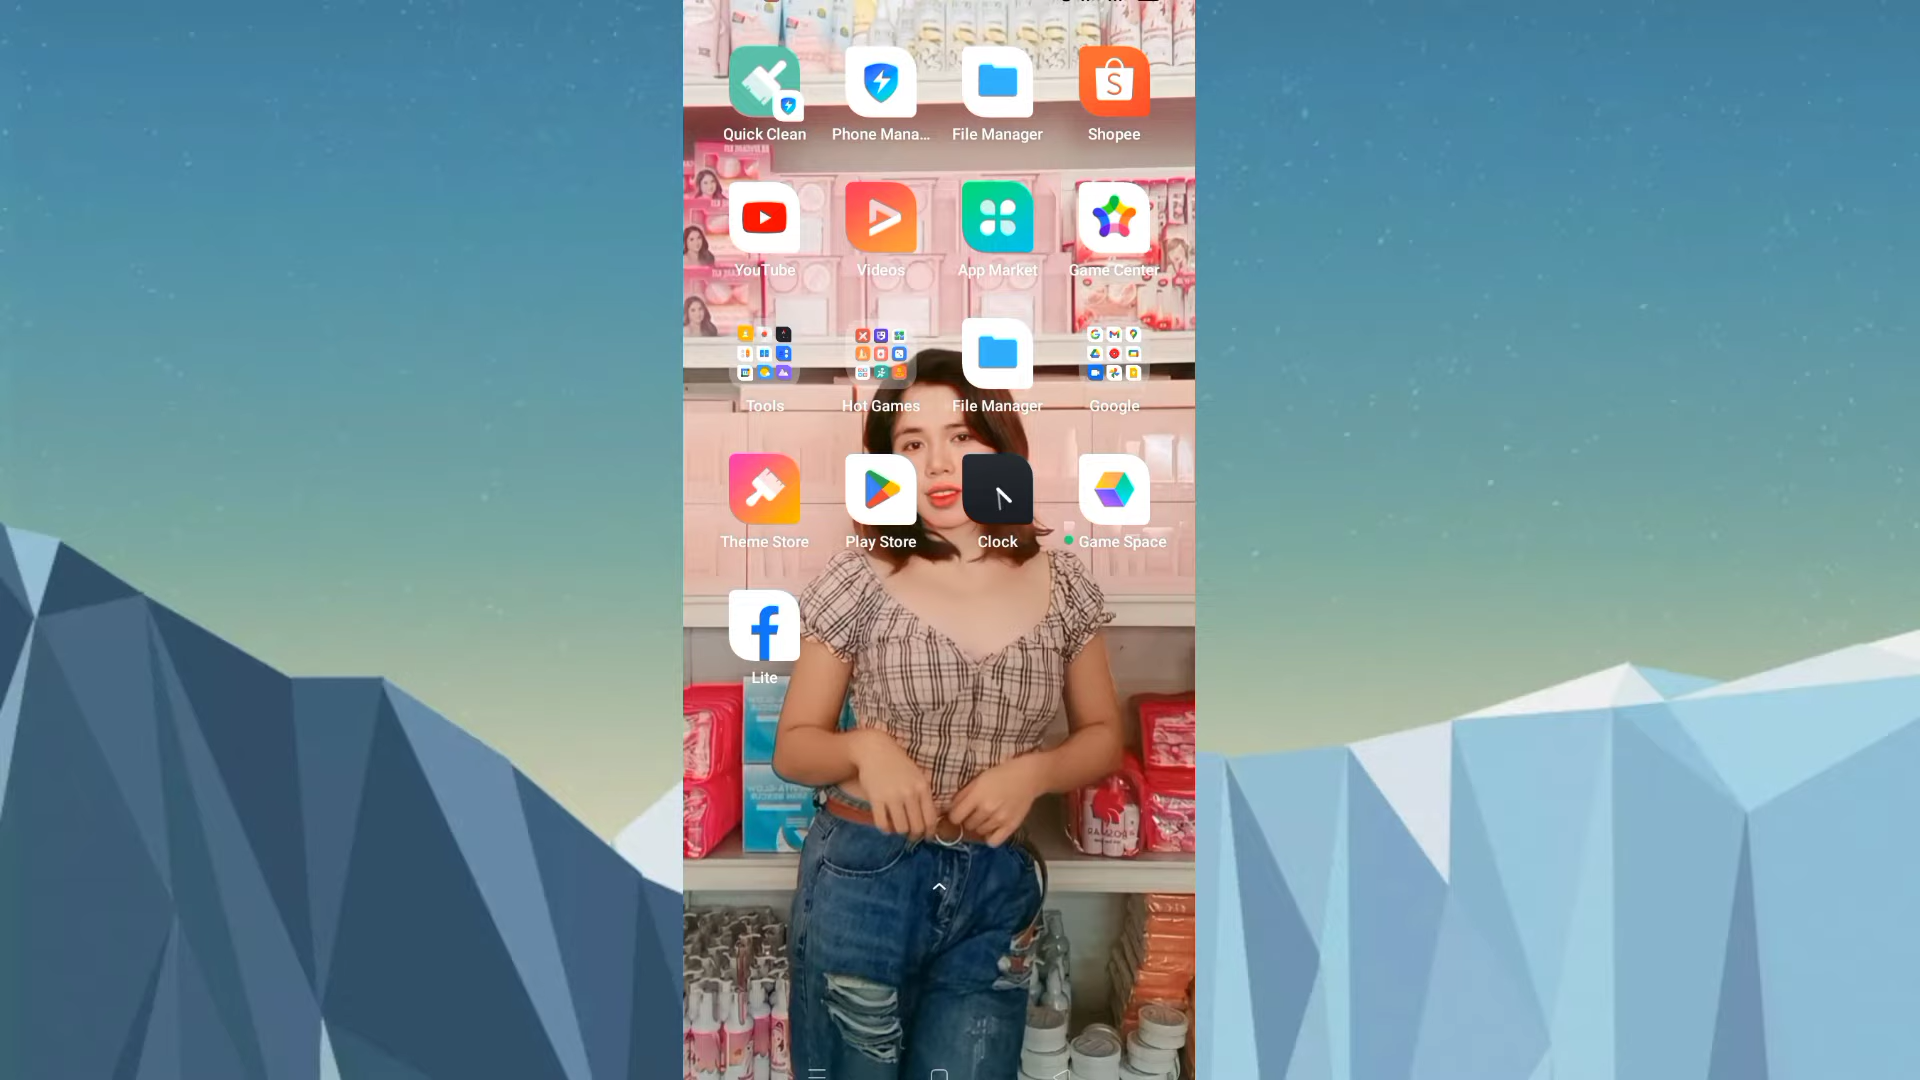 Quick Clean
Phone Mana...
File Manager
Shopee
YouTube
Videos
App Market
Game Center
Tools
Hot Games
File Manager
Google
Theme Store
Play Store
Clock
Game Space
Lite